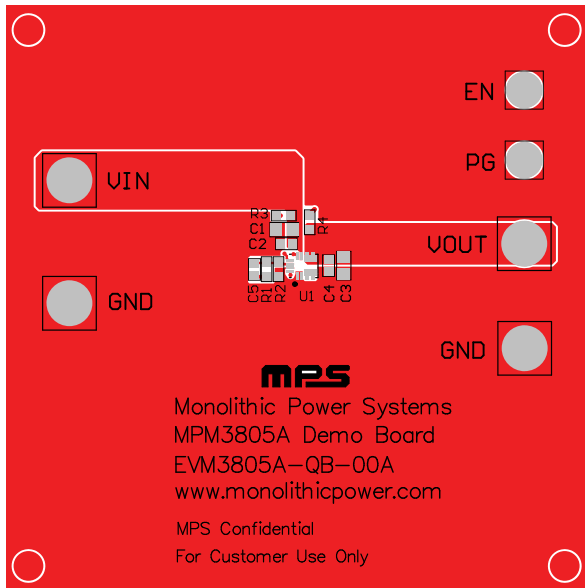 EN
PG
VIN
R3
C1
R4
C2
VOUT
C5
R1
R2
U1
C4
C3
GND
GND
MPS
Monolithic Power Systems
MPM3805A Demo Board
EVM3805A-QB-00A
www.monolithicpower.com
MPS Confidential
For Customer Use Only